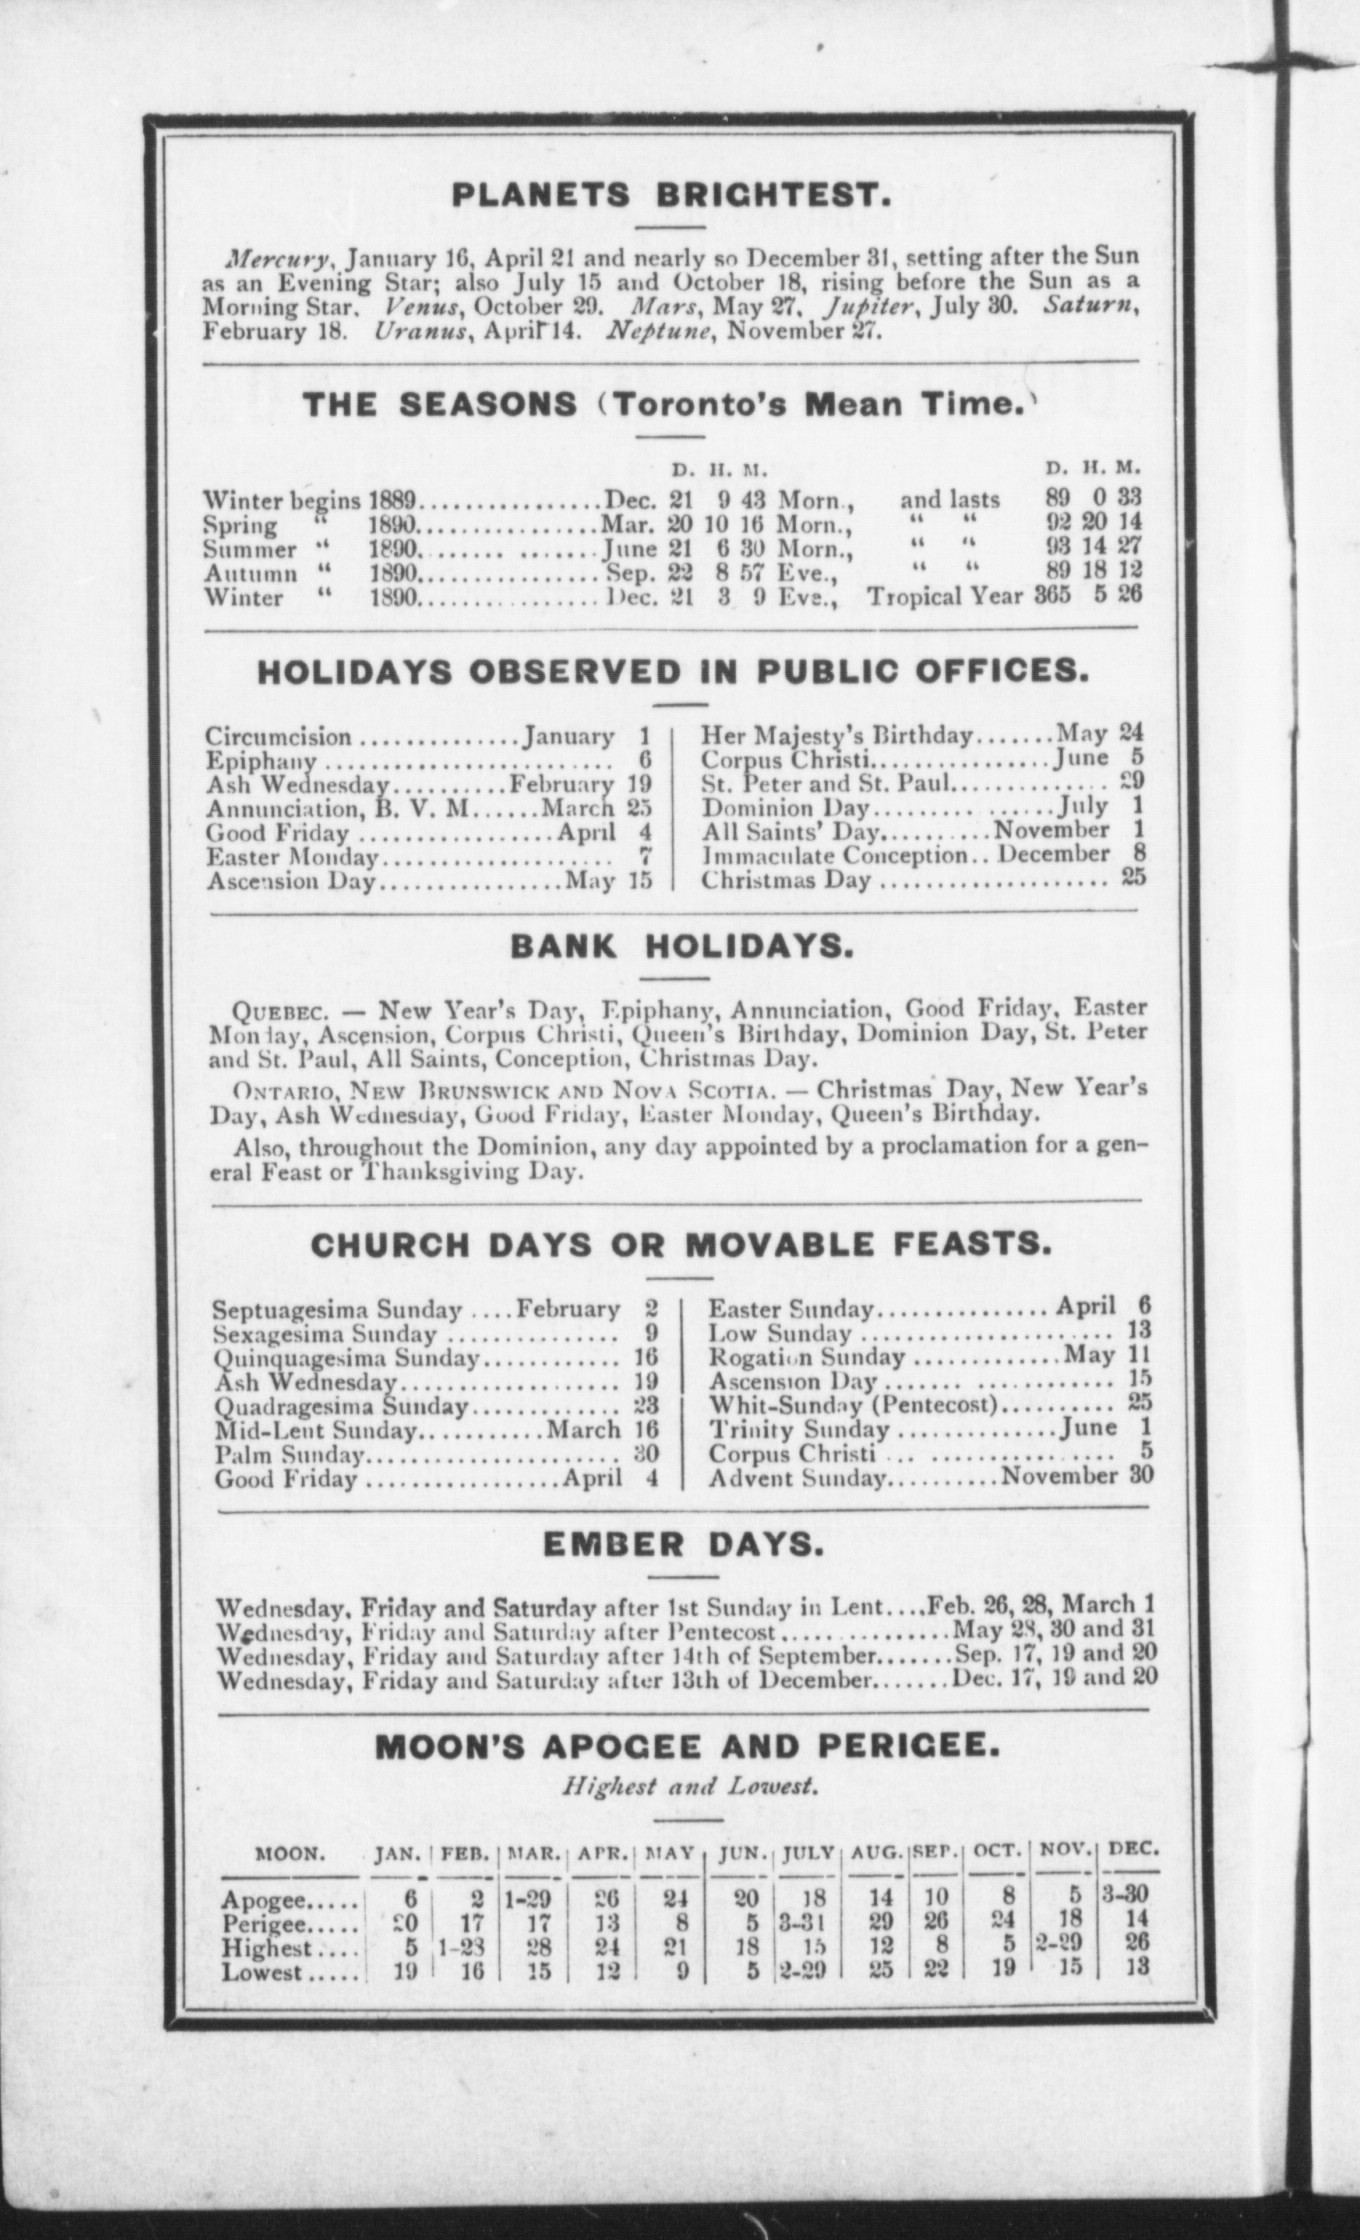 PLANETS BRIGHTEST.
Mercury, January 16, April 21 and nearly so December 31, setting after the Sun
as an Evening Star; also July 15 and October 18, rising before the Sun as a
Morning Star. Venus, October 29. Mars, May 27. Jupiter, July 30. Saturn,
February 18. Uranus, April 14. Neptune, November 27.
THE SEASONS (Toronto's Mean Time.)
D. H. M. D. H. M.
Winter begins 1889................Dec. 21 9 43 Morn., and lasts 89 0 33
Spring " 1890................Mar. 20 10 16 Morn., " " 92 20 14
Summer " 1890. ....... .......June 21 6 30 Morn., " " 93 14 27
Autumn " 1890................Sep. 22 8 57 Eve., " " 89 18 12
Winter " 1890................Dec. 21 3 9 Eve., Tropical Year 365 5 26
HOLIDAYS OBSERVED IN PUBLIC OFFICES.
Circumcision ..............January 1
Epiphany ......................... 6
Ash Wednesday..........February 19
Annunciation, B. V. M......March 25
Good Friday .................April 4
Easter Monday.................... 7
Ascension Day................May 15
Her Majesty's Birthday.......May 24
Corpus Christi................June 5
St. Peter and St. Paul.............. 29
Dominion Day......... ......July 1
All Saints' Day..........November 1
Immaculate Conception.. December 8
Christmas Day .................... 25
BANK HOLIDAYS.
QUEBEC. — New Year's Day, Epiphany, Annunciation, Good Friday, Easter
Monday, Ascension, Corpus Christi, Queen's Birthday, Dominion Day, St. Peter
and St. Paul, All Saints, Conception, Christmas Day.
ONTARIO, NEW BRUNSWICK AND NOVA SCOTIA. — Christmas Day, New Year's
Day, Ash Wednesday, Good Friday, Easter Monday, Queen's Birthday.
Also, throughout the Dominion, any day appointed by a proclamation for a gen-
eral Feast or Thanksgiving Day.
CHURCH DAYS OR MOVABLE FEASTS.
Septuagesima Sunday ....February 2
Sexagesima Sunday ............... 9
Quinquagesima Sunday............ 16
Ash Wednesday................... 19
Quadragesima Sunday............. 23
Mid-Lent Sunday...........March 16
Palm Sunday...................... 30
Good Friday .................April 4
Easter Sunday............... April 6
Low Sunday ...................... 13
Rogation Sunday .............May 11
Ascension Day....... ............ 15
Whit-Sunday (Pentecost).......... 25
Trinity Sunday ..............June 1
Corpus Christi ... ................ 5
Advent Sunday..........November 30
EMBER DAYS.
Wednesday, Friday and Saturday after 1st Sunday in Lent....Feb. 26, 28, March 1
Wednesday, Friday and Saturday after Pentecost...............May 28, 30 and 31
Wednesday, Friday and Saturday after 14th of September.......Sep. 17, 19 and 20
Wednesday, Friday and Saturday after 13th of December.......Dec. 17, 19 and 20
MOON'S APOGEE AND PERIGEE.
Highest and Lowest.
MOON. JAN. FEB. MAR. APR. MAY JUN. JULY AUG. SEP. OCT. NOV. DEC.
Apogee..... 6 2 1-29 26 24 20 18 14 10 8 5 3-30
Perigee..... 20 17 17 13 8 5 3-31 29 26 24 18 14
Highest.... 5 1-28 28 24 21 18 15 12 8 5 2-29 26
Lowest..... 19 16 15 12 9 5 2-29 25 22 19 15 13